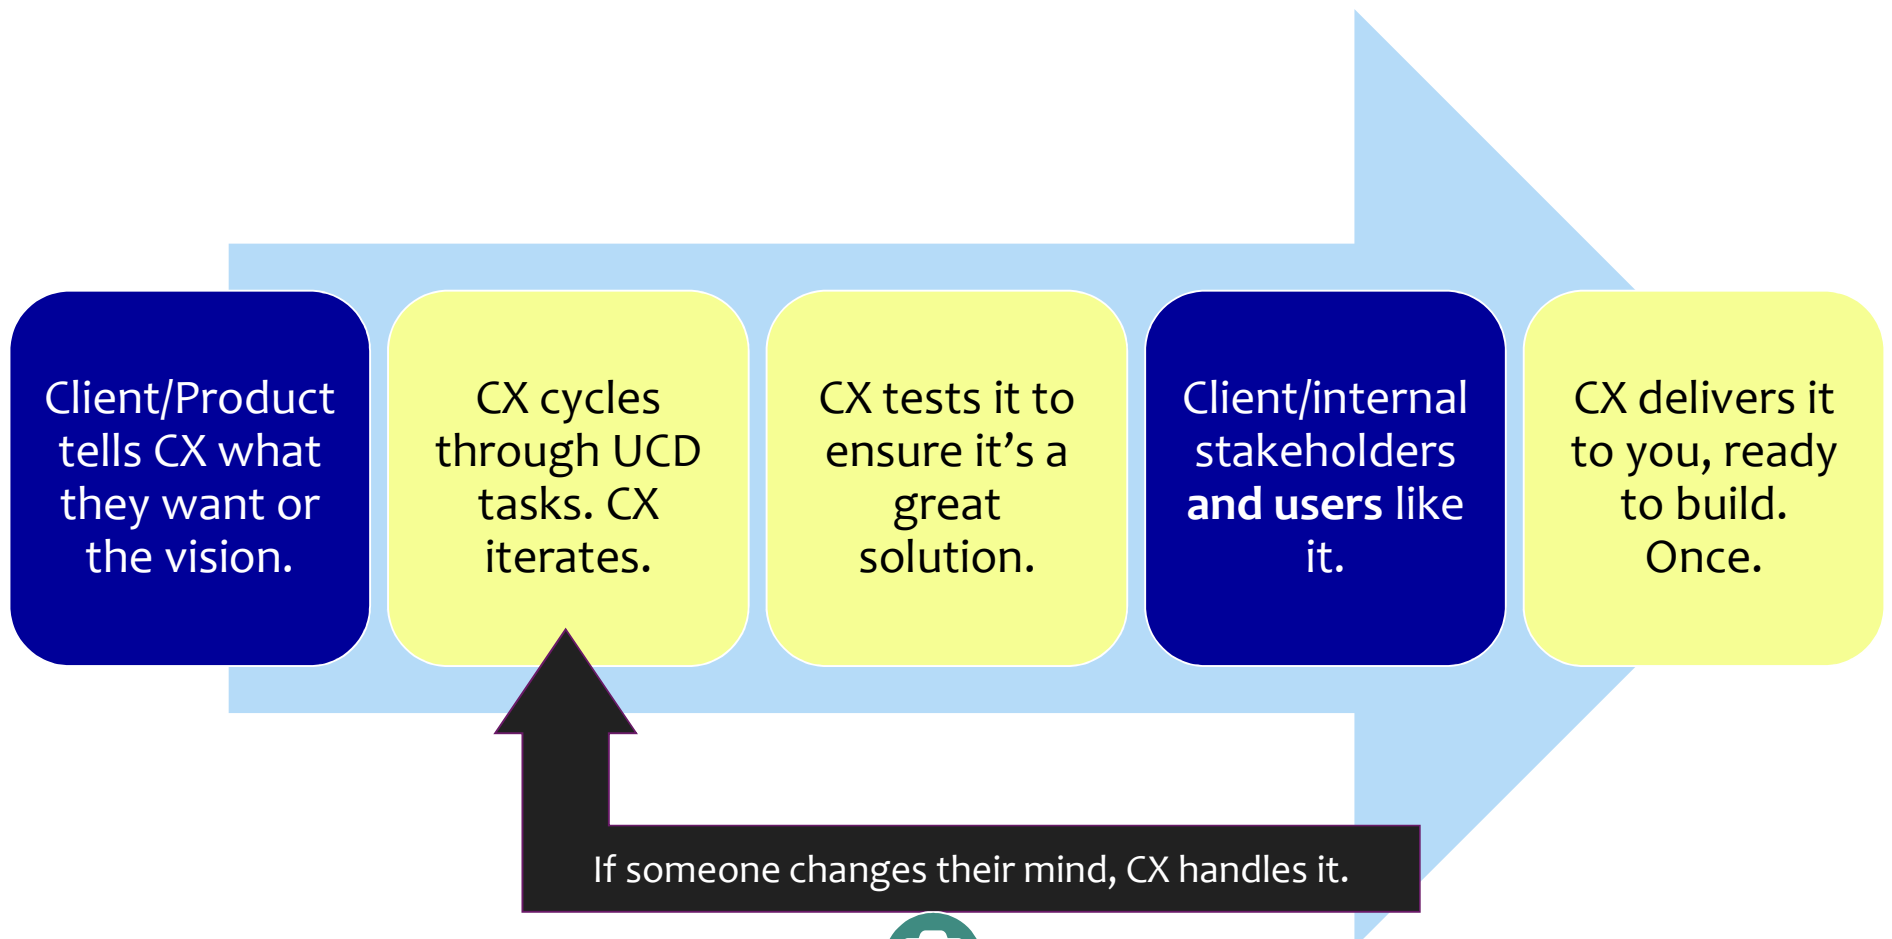 Client/Product
tells CX what
they want or
the vision.
CX cycles
through UCD
tasks. CX
iterates.
CX tests it to
ensure it’s a
great
solution.
Client/internal
stakeholders
and users like
it.
CX delivers it
to you, ready
to build.
Once.
If someone changes their mind, CX handles it.